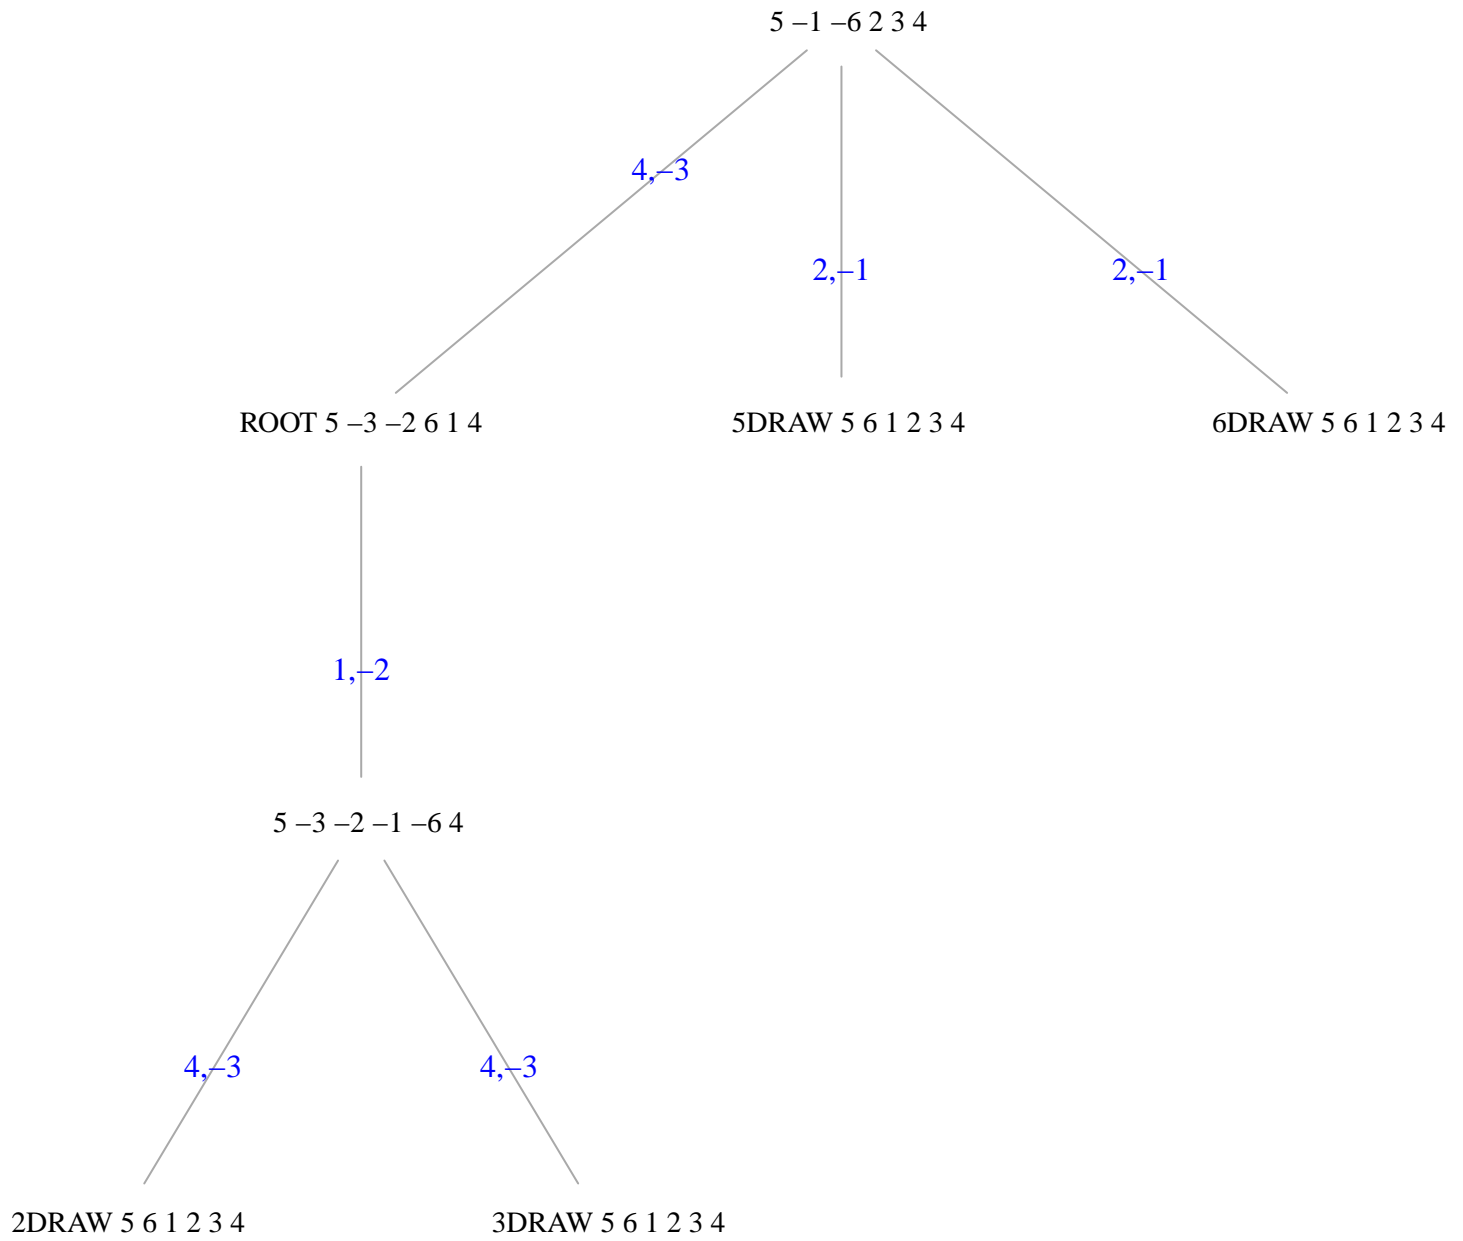 5 –1 –6 2 3 4
4,–3
2,–1
2,–1
ROOT 5 –3 –2 6 1 4
5DRAW 5 6 1 2 3 4
6DRAW 5 6 1 2 3 4
1,–2
5 –3 –2 –1 –6 4
4,–3
4,–3
2DRAW 5 6 1 2 3 4
3DRAW 5 6 1 2 3 4